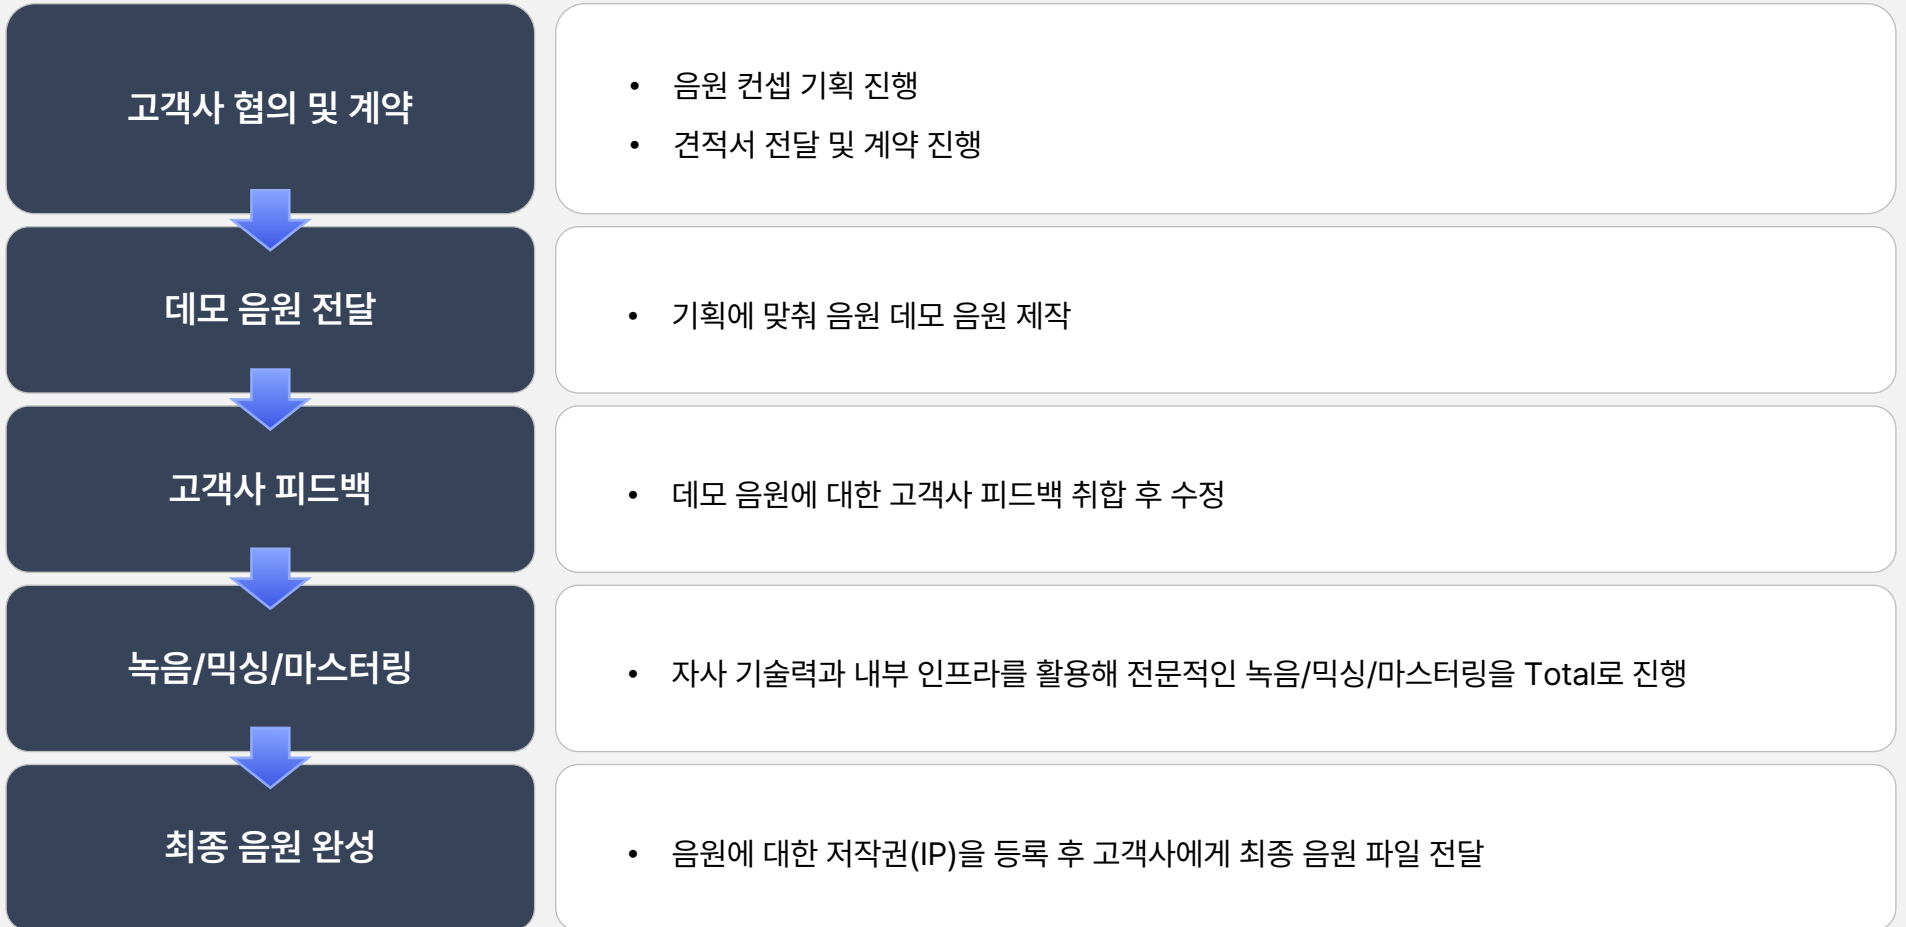 고객사 협의 및 계약
• 음원 컨셉 기획 진행
• 견적서 전달 및 계약 진행
데모 음원 전달
• 기획에 맞춰 음원 데모 음원 제작
고객사 피드백
• 데모 음원에 대한 고객사 피드백 취합 후 수정
녹음/믹싱/마스터링
• 자사 기술력과 내부 인프라를 활용해 전문적인 녹음/믹싱/마스터링을 Total로 진행
최종 음원 완성
• 음원에 대한 저작권(IP)을 등록 후 고객사에게 최종 음원 파일 전달